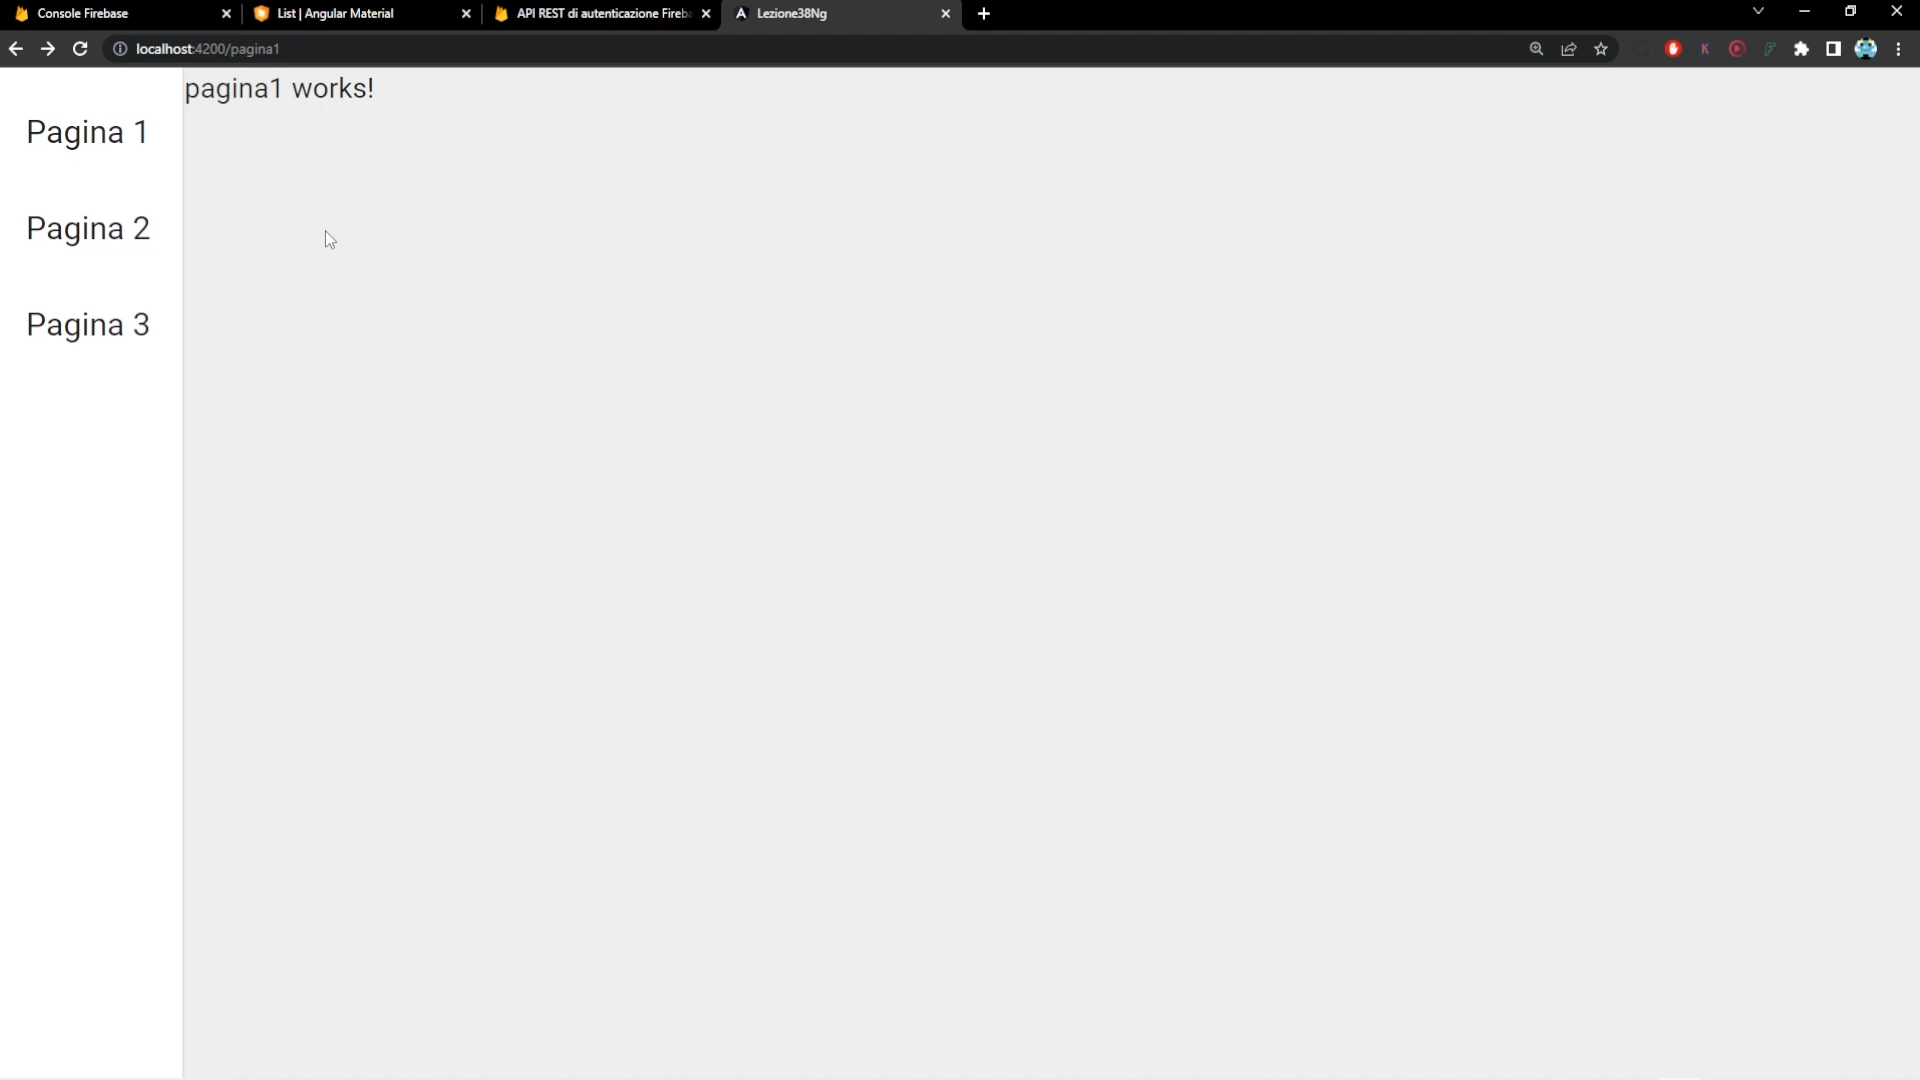 Console Firebase
List | Angular Material
API REST di autenticazione Fireba
Lezione38Ng
localhost:4200/pagina1
pagina1 works!
Pagina 1
Pagina 2
Pagina 3